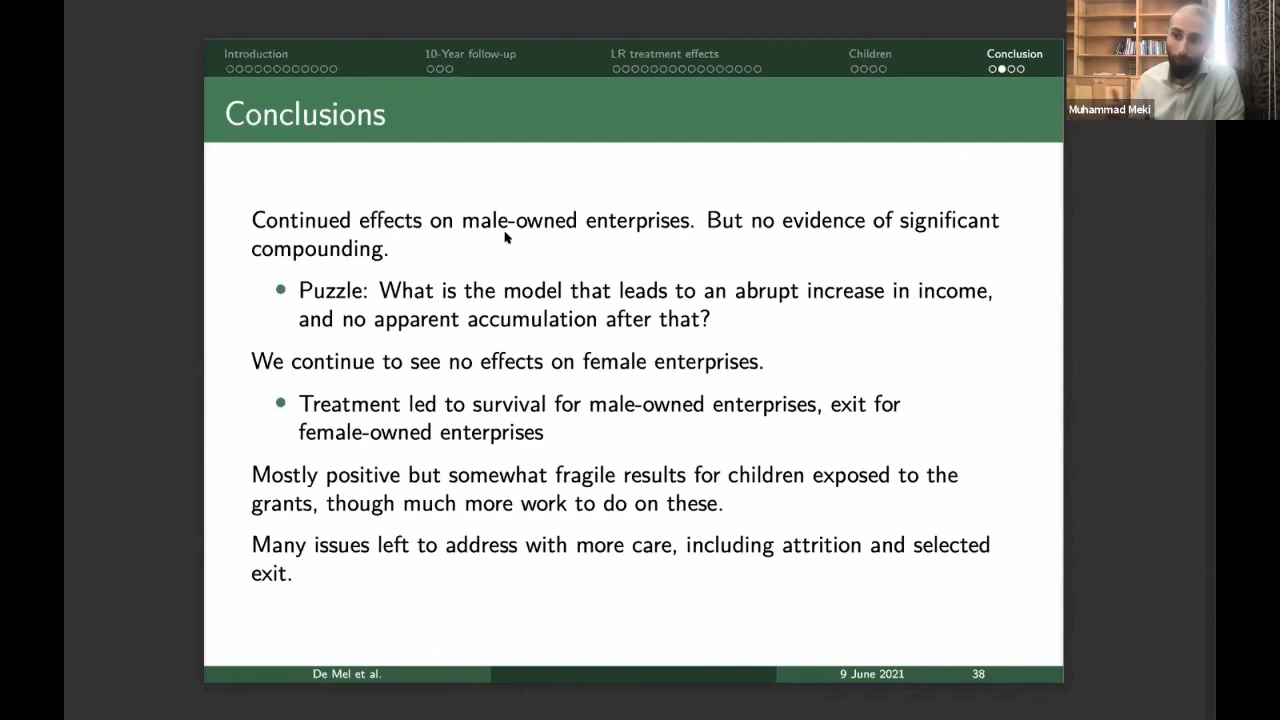 Introduction
10-Year follow-up
LR treatment effects
Children
Conclusion
Muhammad Meki
Conclusions
Continued effects on male-owned enterprises. But no evidence of significant
compounding.
Puzzle: What is the model that leads to an abrupt increase in income,
and no apparent accumulation after that?
We continue to see no effects on female enterprises.
Treatment led to survival for male-owned enterprises, exit for
female-owned enterprises
Mostly positive but somewhat fragile results for children exposed to the
grants, though much more work to do on these.
Many issues left to address with more care, including attrition and selected
exit.
De Mel et al.
9 June 2021
38